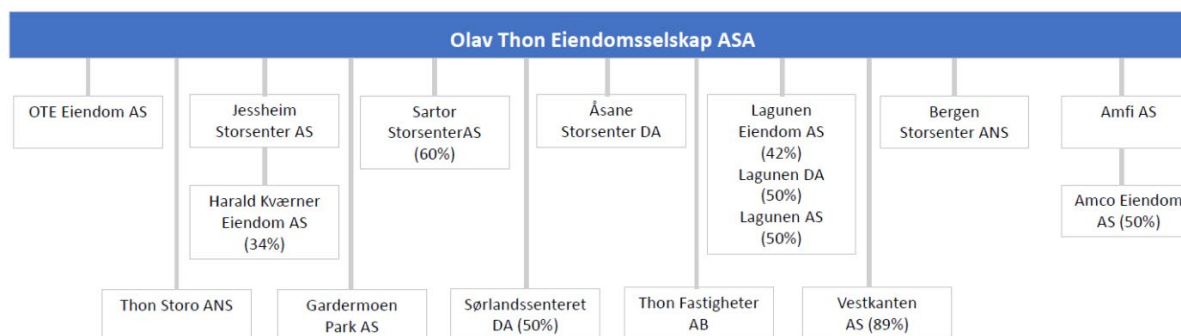 Olav Thon Eiendomsselskap ASA
OTE Eiendom AS
Jessheim
Storsenter AS
Sartor
StorsenterAS
(60%)
Åsane
Storsenter DA
Lagunen
Eiendom AS
(42%)
Lagunen DA
(50%)
Lagunen AS
(50%)
Bergen
Storsenter ANS
Amfi AS
Harald Kværner
Eiendom AS
(34%)
Amco Eiendom
AS (50%)
Thon Storo ANS
Gardermoen
Park AS
Sørlandssenteret
DA (50%)
Thon Fastigheter
AB
Vestkanten
AS (89%)